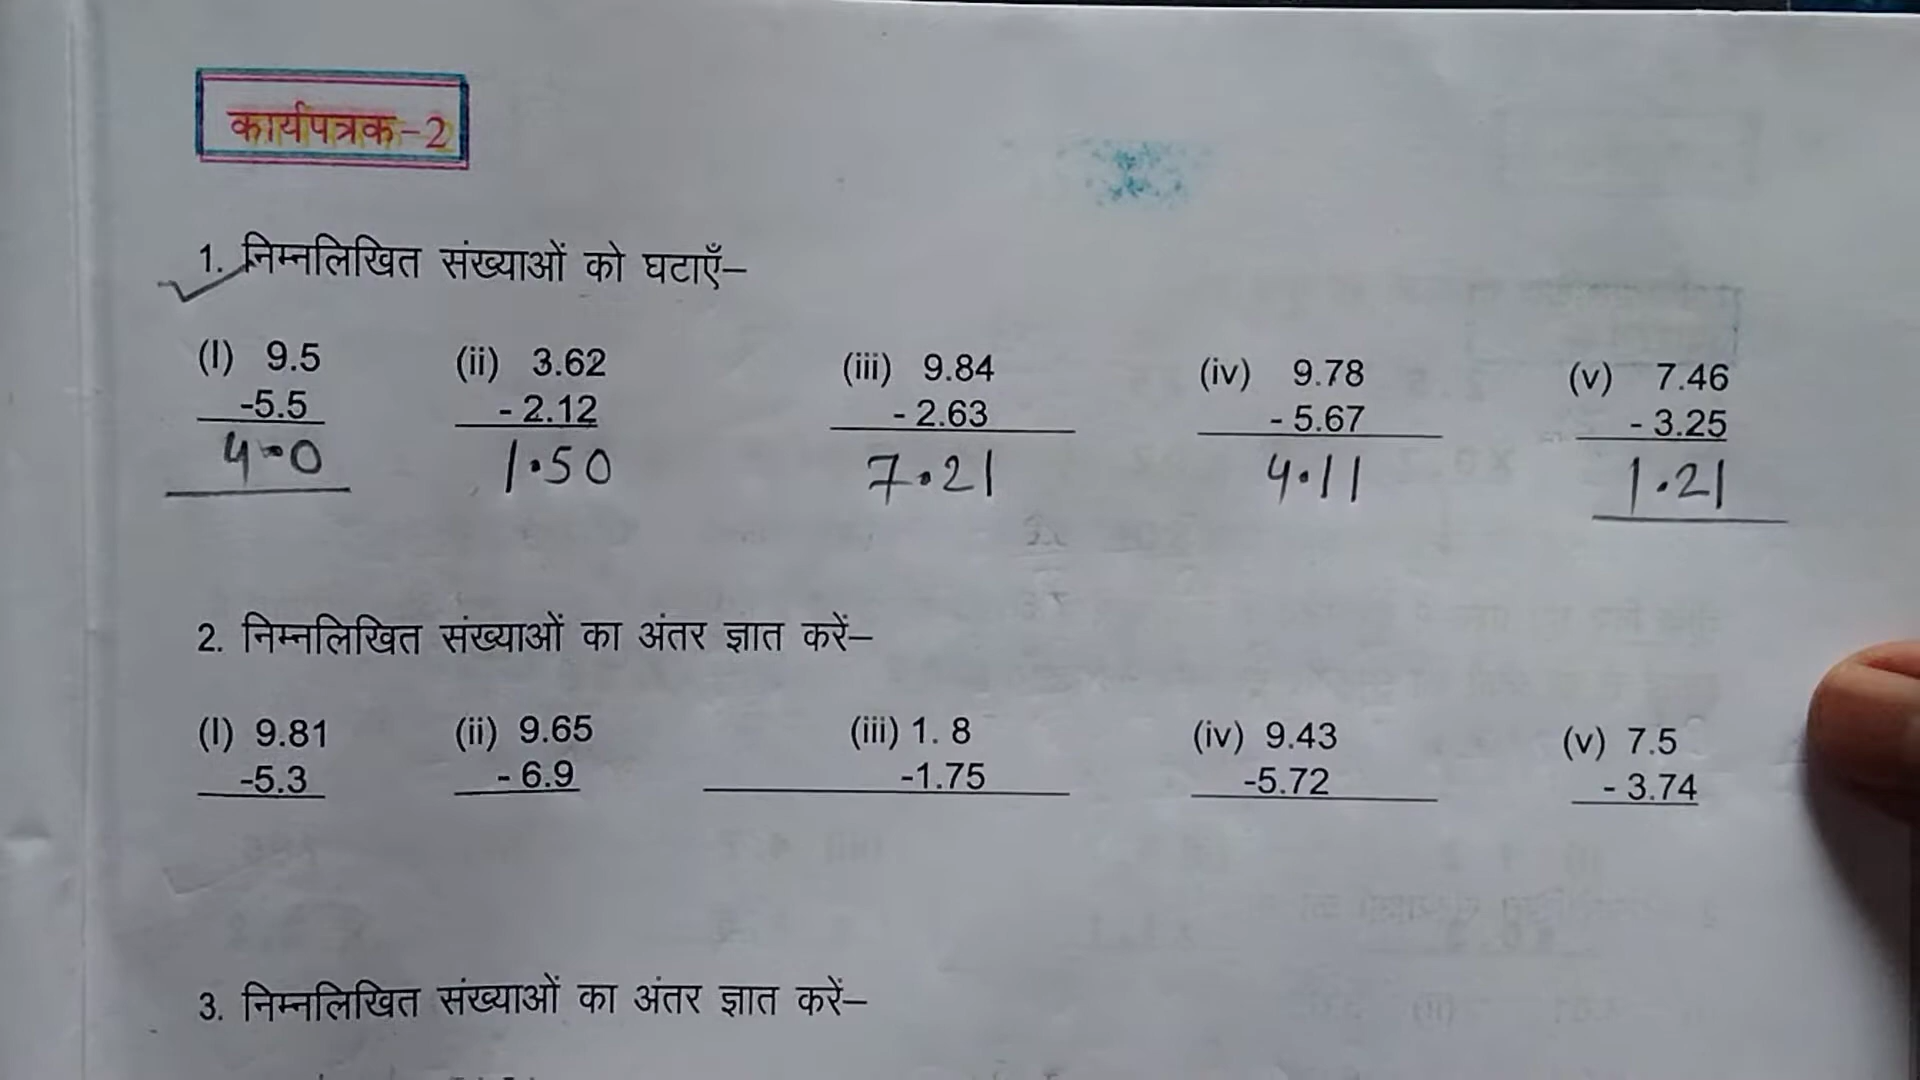 कार्यपत्रक-2
1. निम्नलिखित संख्याओं को घटाएँ–
(I) 9.5 (ii) 3.62 (iii) 9.84 (iv) 9.78 (v) 7.46
-5.5 - 2.12 - 2.63 - 5.67 - 3.25
4.0 1.50 7.21 4.11 1.21
2. निम्नलिखित संख्याओं का अंतर ज्ञात करें–
(I) 9.81 (ii) 9.65 (iii) 1. 8 (iv) 9.43 (v) 7.5
-5.3 - 6.9 -1.75 -5.72 - 3.74
3. निम्नलिखित संख्याओं का अंतर ज्ञात करें–